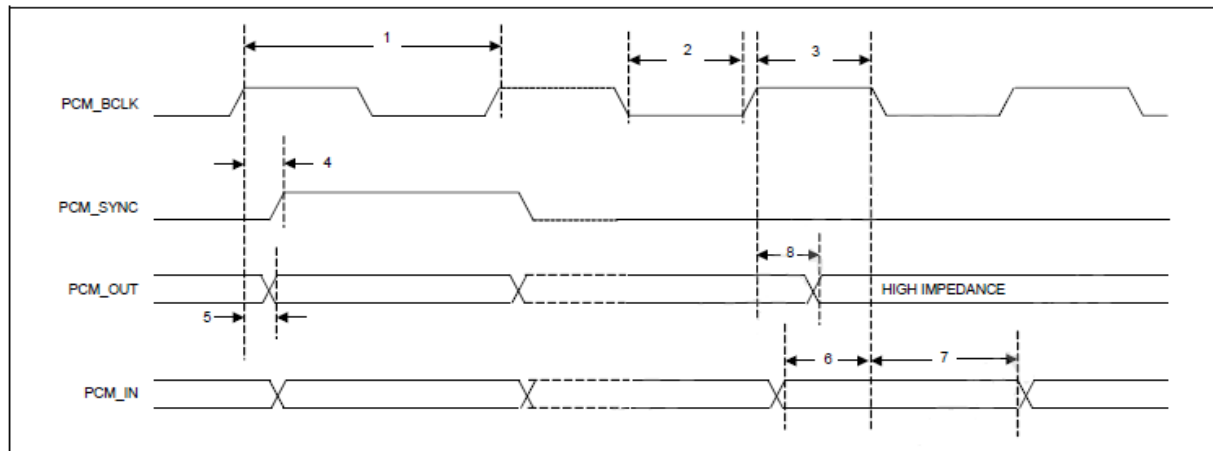 1
2
3
PCM_BCLK
4
PCM_SYNC
8
PCM_OUT
HIGH IMPEDANCE
5
6
7
PCM_IN